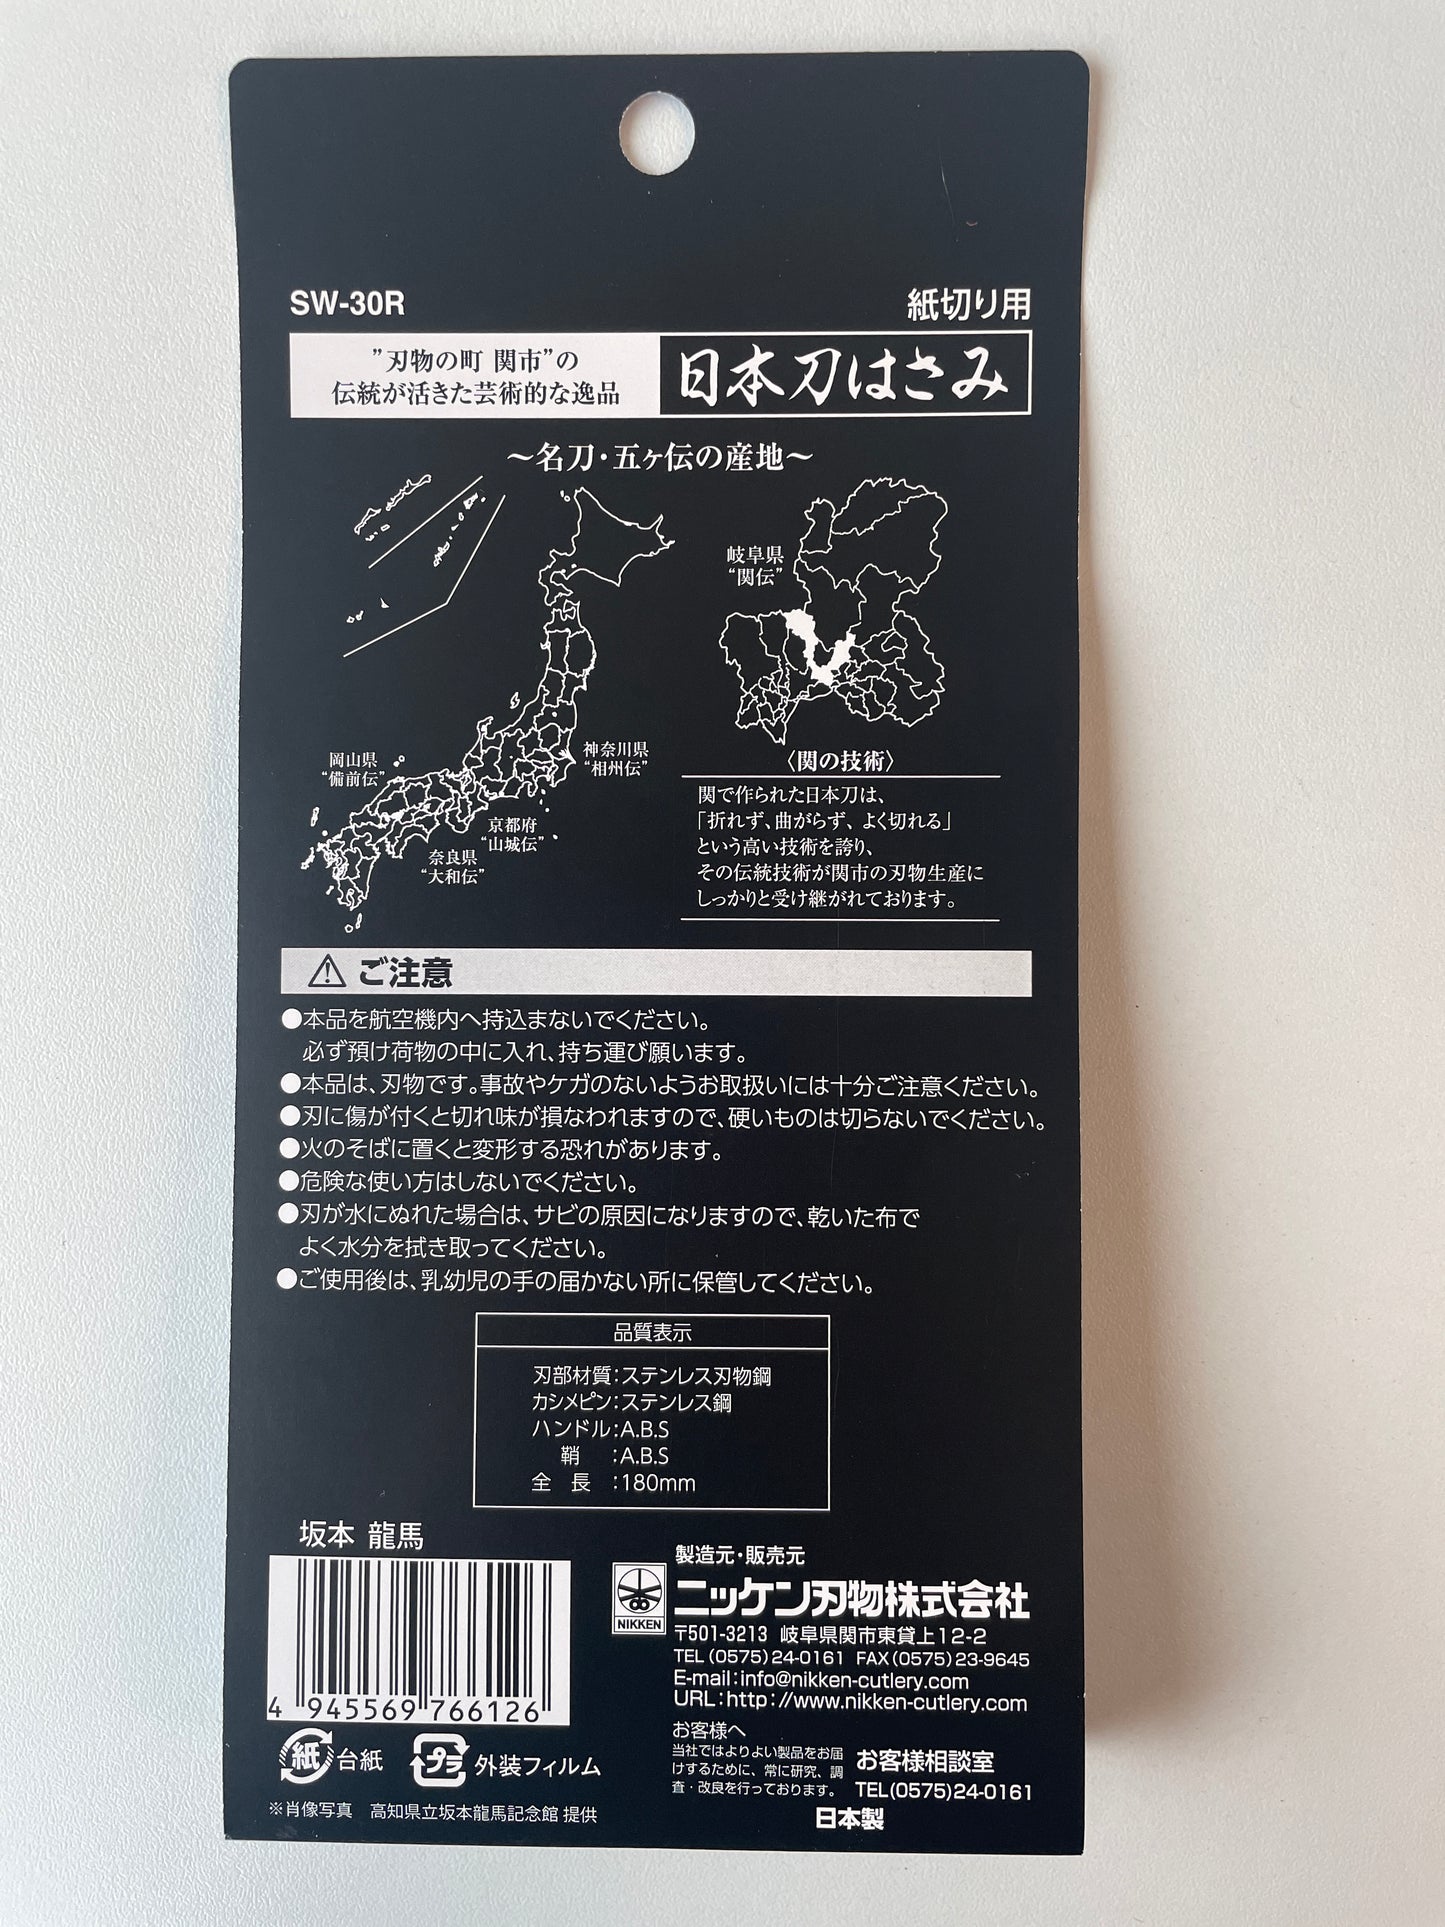 SW-30R
紙切り用
”刃物の町 関市”の
伝統が活きた芸術的な逸品
日本刀はさみ
〜名刀・五ヶ伝の産地〜
岐阜県
“関伝”
岡山県
“備前伝”
神奈川県
“相州伝”
京都府
“山城伝”
奈良県
“大和伝”
〈関の技術〉
関で作られた日本刀は、
「折れず、曲がらず、よく切れる」
という高い技術を誇り、
その伝統技術が関市の刃物生産に
しっかりと受け継がれております。
⚠ ご注意
●本品を航空機内へ持込まないでください。
必ず預け荷物の中に入れ、持ち運び願います。
●本品は、刃物です。事故やケガのないようお取扱いには十分ご注意ください。
●刃に傷が付くと切れ味が損なわれますので、硬いものは切らないでください。
●火のそばに置くと変形する恐れがあります。
●危険な使い方はしないでください。
●刃が水にぬれた場合は、サビの原因になりますので、乾いた布で
よく水分を拭き取ってください。
●ご使用後は、乳幼児の手の届かない所に保管してください。
品質表示
刃部材質：ステンレス刃物鋼
カシメピン：ステンレス鋼
ハンドル：A.B.S
鞘 ：A.B.S
全 長 ：180mm
坂本 龍馬
4 945569 766126
紙 台紙
プラ 外装フィルム
※肖像写真 高知県立坂本龍馬記念館 提供
製造元・販売元
NIKKEN
ニッケン刃物株式会社
〒501-3213 岐阜県関市東貸上12-2
TEL(0575)24-0161 FAX(0575)23-9645
E-mail：info@nikken-cutlery.com
URL：http：//www.nikken-cutlery.com
お客様へ
当社ではよりよい製品をお届
けするために、常に研究、調
査・改良を行っております。
お客様相談室
TEL(0575)24-0161
日本製